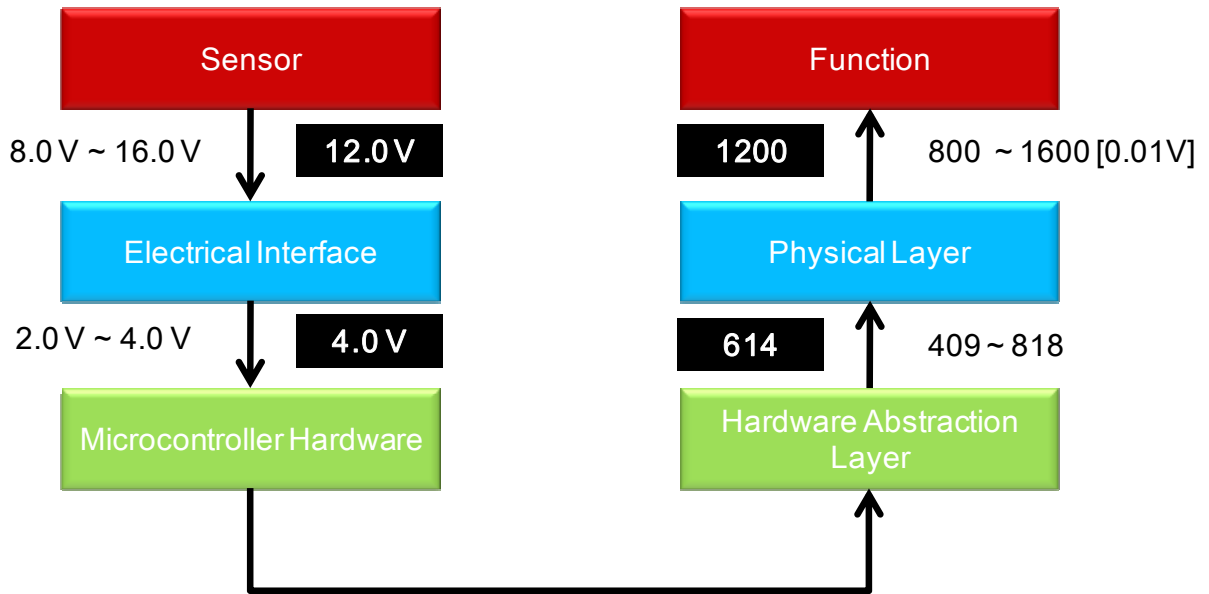 Sensor
Function
8.0 V ~ 16.0 V
12.0 V
1200
800 ~ 1600 [0.01V]
Electrical Interface
Physical Layer
2.0 V ~ 4.0 V
4.0 V
614
409 ~ 818
Microcontroller Hardware
Hardware Abstraction
Layer